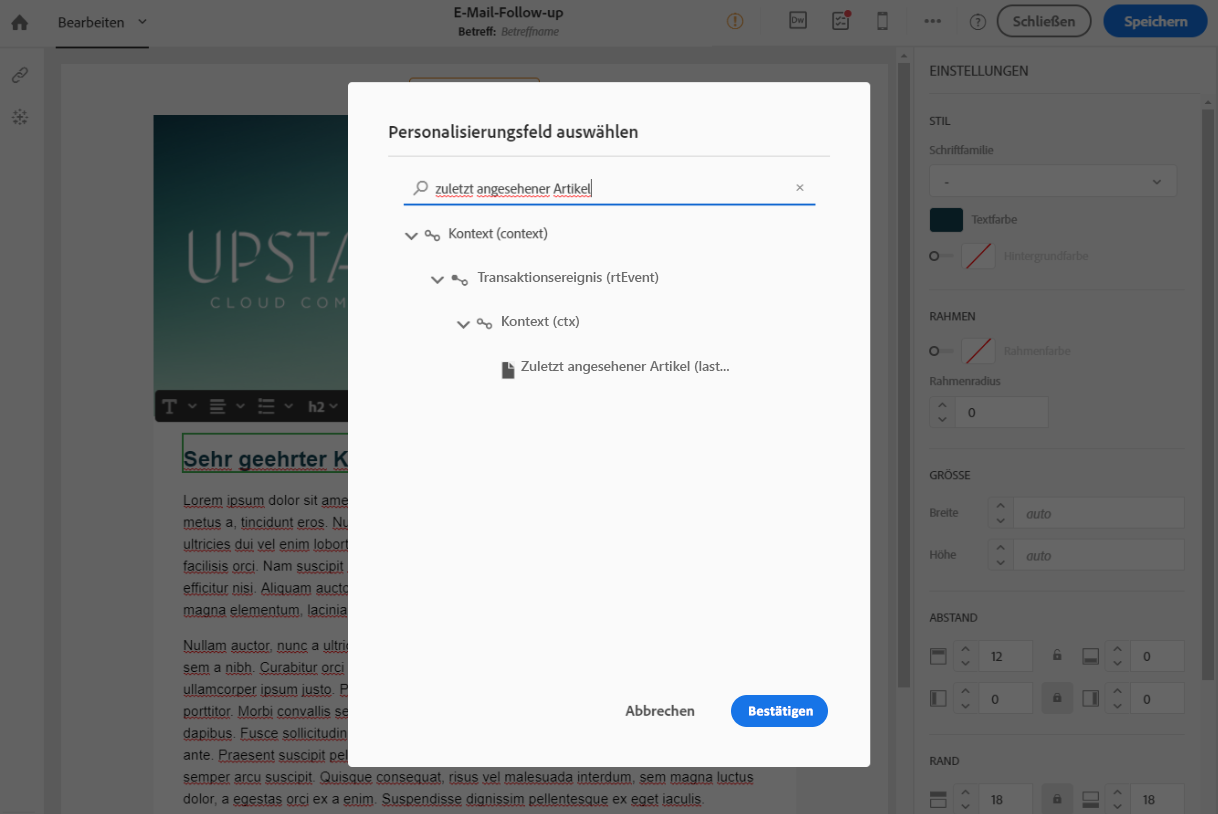 Bearbeiten
E-Mail-Follow-up
Betreff: Betreffname
Dw
Schließen
Speichern
EINSTELLUNGEN
STIL
Schriftfamilie
-
Textfarbe
Hintergrundfarbe
RAHMEN
Rahmenfarbe
Rahmenradius
0
GRÖSSE
Breite
auto
Höhe
auto
ABSTAND
12
0
0
0
RAND
18
18
UPSTA
CLOUD COM
T
h2
Sehr geehrter K
Lorem ipsum dolor sit ame
metus a, tincidunt eros. Nu
ultricies dui vel enim lobort
facilisis orci. Nam suscipit
efficitur nisi. Aliquam aucto
magna elementum, lacinia
Nullam auctor, nunc a ultric
sem a nibh. Curabitur orci
ullamcorper ipsum justo. P
porttitor. Morbi convallis se
dapibus. Fusce sollicitudin
ante. Praesent suscipit pel
semper arcu suscipit. Quisque consequat, risus vel malesuada interdum, sem magna luctus
dolor, a egestas orci ex a enim. Suspendisse dignissim pellentesque ex eget iaculis.
Personalisierungsfeld auswählen
zuletzt angesehener Artikel
Kontext (context)
Transaktionsereignis (rtEvent)
Kontext (ctx)
Zuletzt angesehener Artikel (last...
Abbrechen
Bestätigen